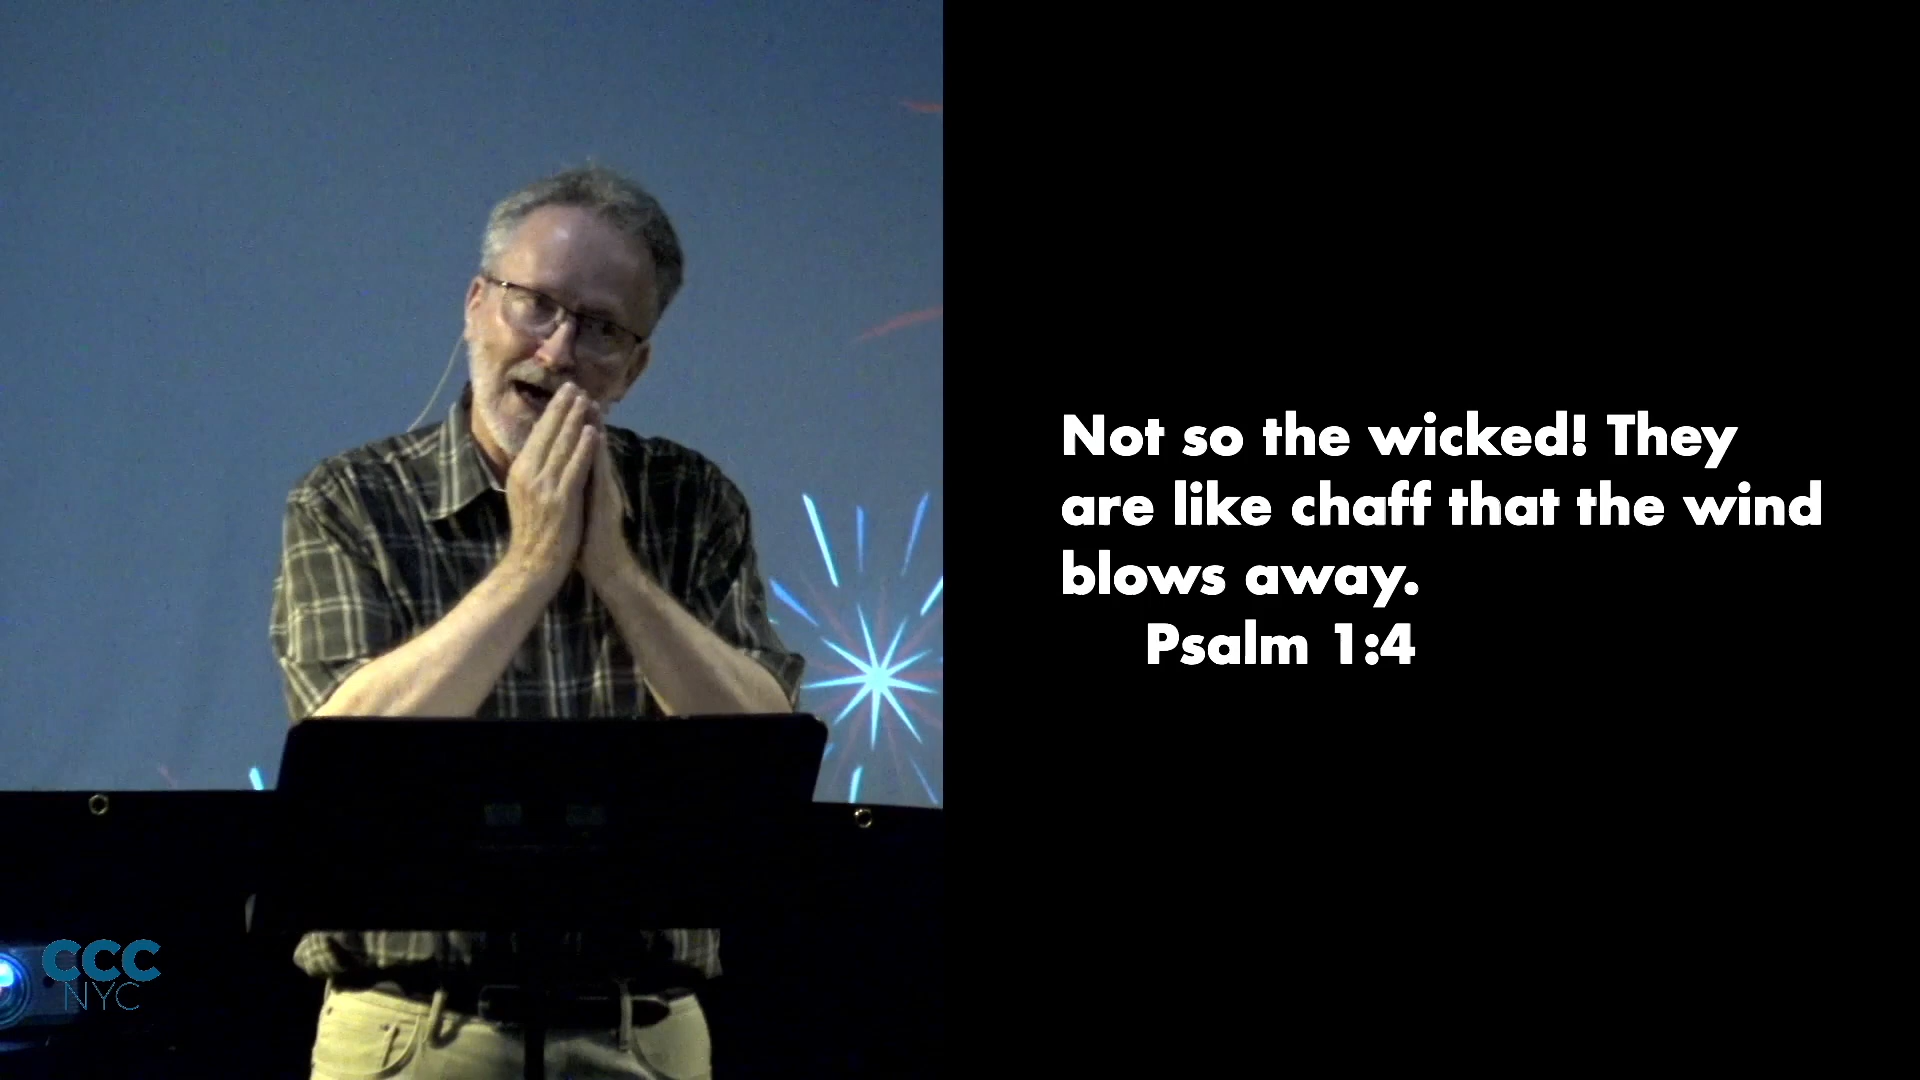 Not so the wicked! They
are like chaff that the wind
blows away.
Psalm 1:4
CCC
NYC